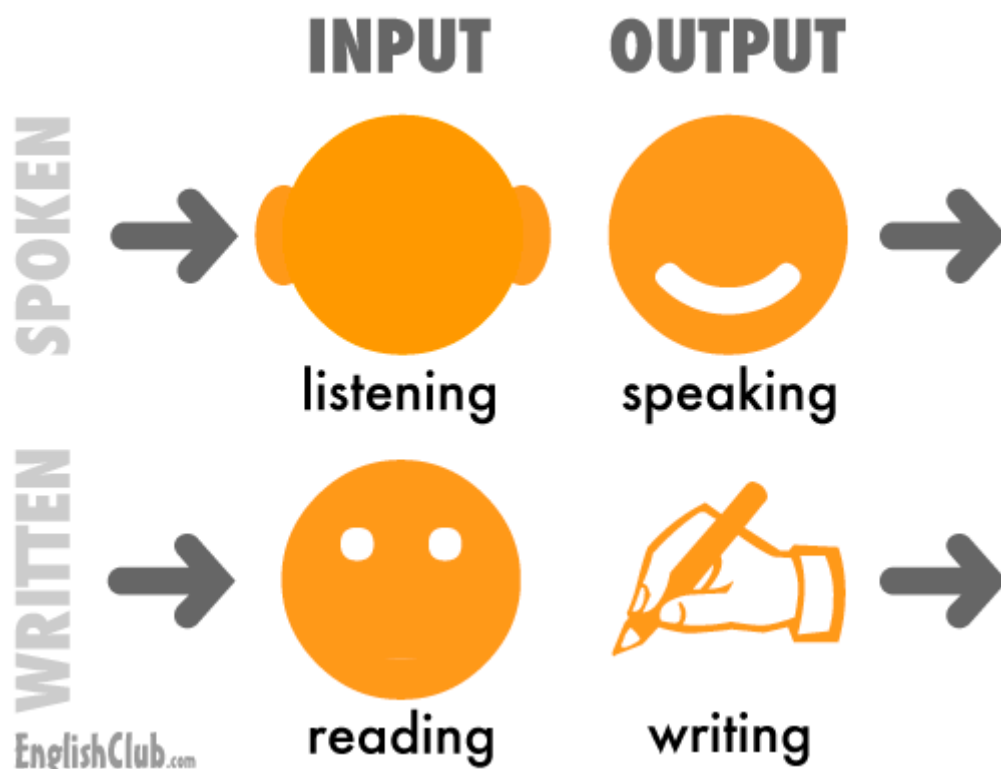 INPUT OUTPUT
SPOKEN
listening speaking
WRITTEN
reading writing
EnglishClub.com